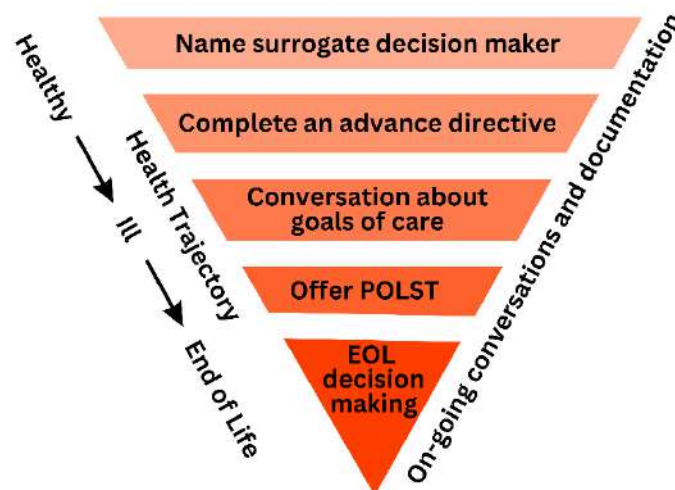 Name surrogate decision maker
Complete an advance directive
Conversation about
goals of care
Offer POLST
EOL
decision
making
Healthy
Ill
End of Life
Health Trajectory
On-going conversations and documentation